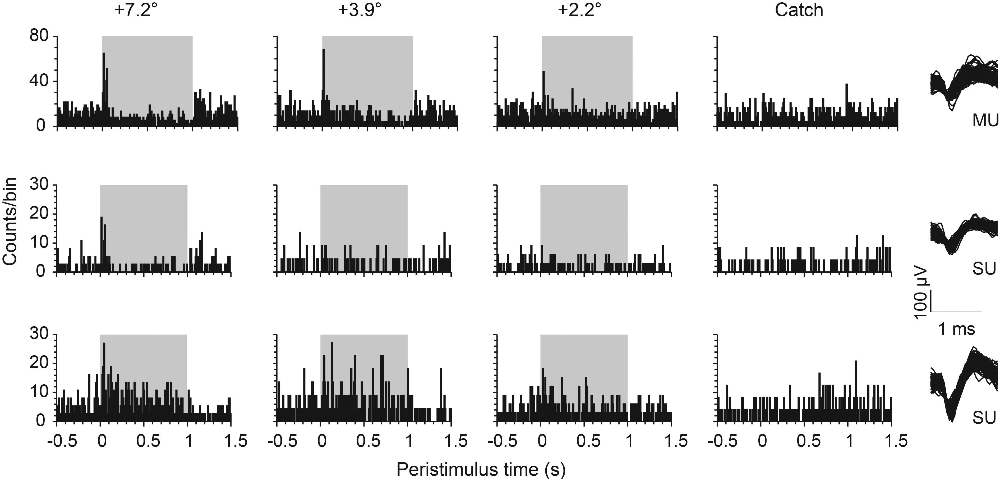 +7.2° +3.9° +2.2° Catch
80
40
0
MU
Counts/bin
30
20
10
0
SU
100 µV
1 ms
30
20
10
0
SU
-0.5 0 0.5 1 1.5 -0.5 0 0.5 1 1.5 -0.5 0 0.5 1 1.5 -0.5 0 0.5 1 1.5
Peristimulus time (s)